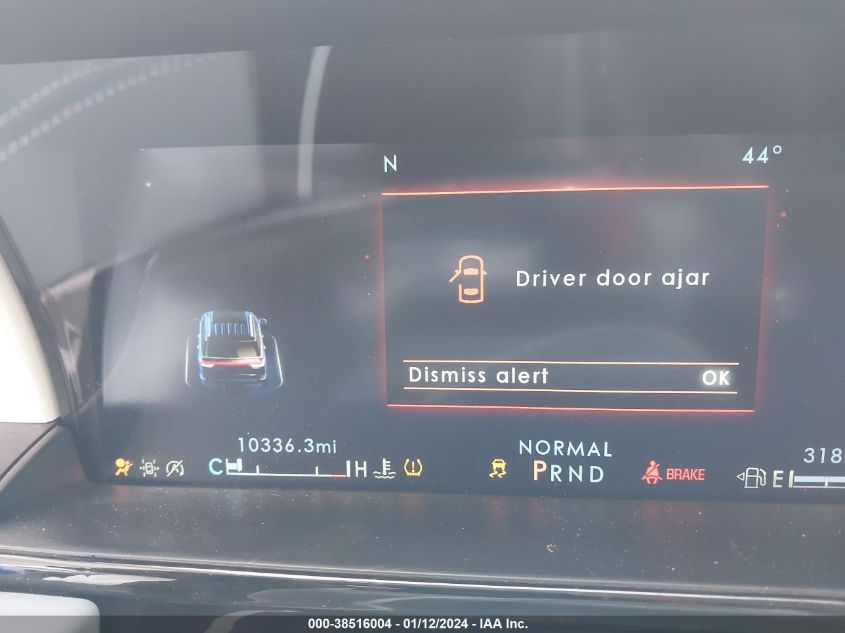 N 44°
Driver door ajar
Dismiss alert OK
10336.3mi NORMAL 318
C H PRND BRAKE E
000-38516004 - 01/12/2024 - IAA Inc.